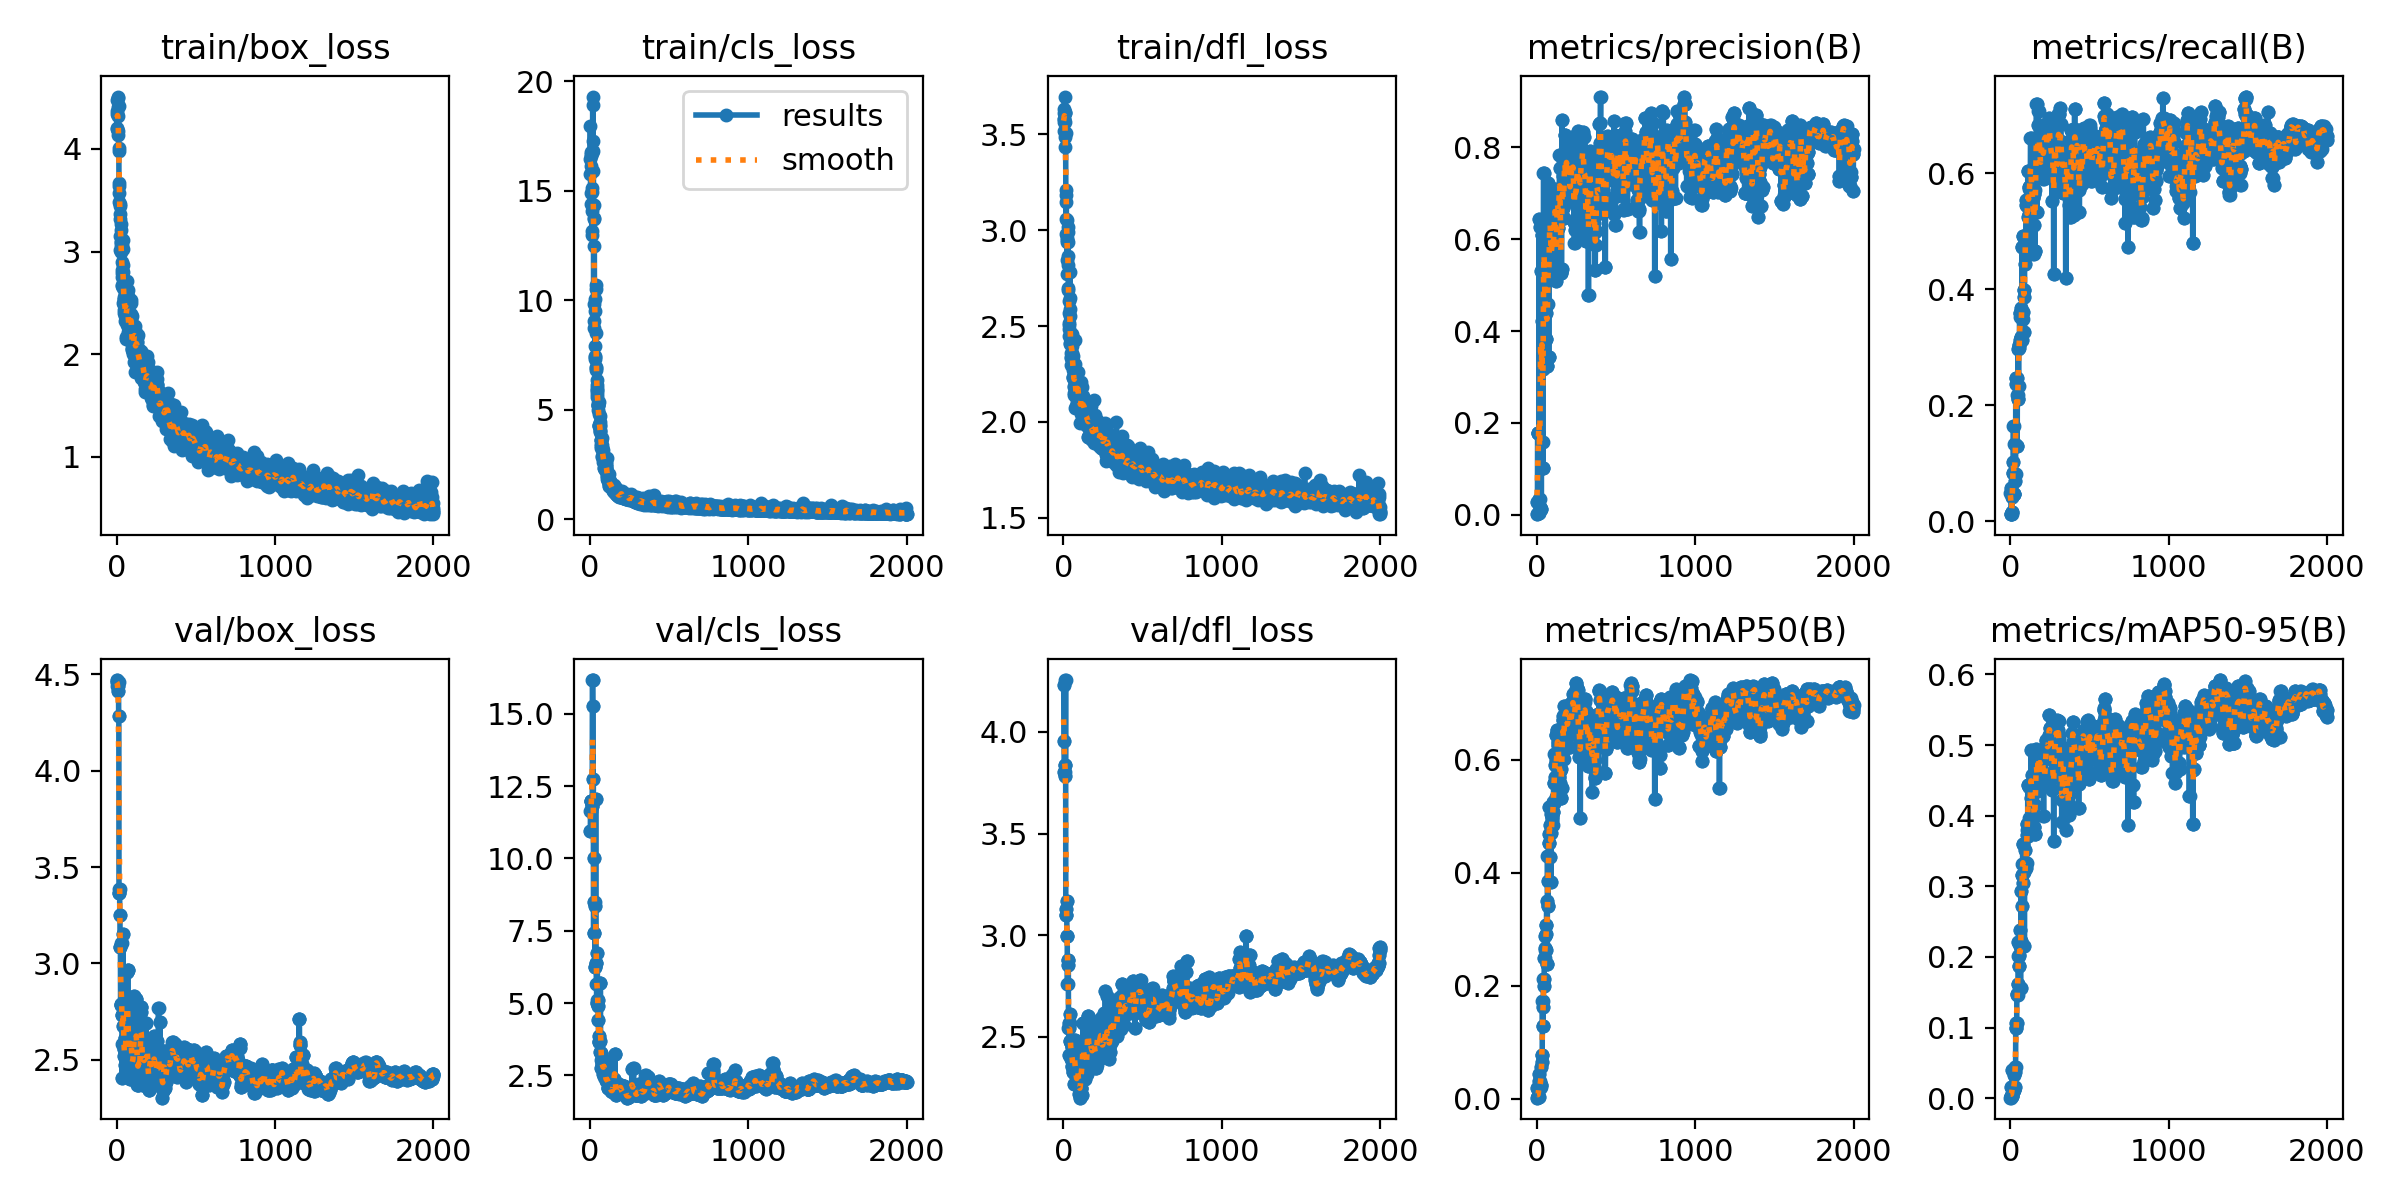 train/box_loss
4
3
2
1
0 1000 2000
train/cls_loss
20
15
10
5
0
0 1000 2000
results
smooth
train/dfl_loss
3.5
3.0
2.5
2.0
1.5
0 1000 2000
metrics/precision(B)
0.8
0.6
0.4
0.2
0.0
0 1000 2000
metrics/recall(B)
0.6
0.4
0.2
0.0
0 1000 2000
val/box_loss
4.5
4.0
3.5
3.0
2.5
0 1000 2000
val/cls_loss
15.0
12.5
10.0
7.5
5.0
2.5
0 1000 2000
val/dfl_loss
4.0
3.5
3.0
2.5
0 1000 2000
metrics/mAP50(B)
0.6
0.4
0.2
0.0
0 1000 2000
metrics/mAP50-95(B)
0.6
0.5
0.4
0.3
0.2
0.1
0.0
0 1000 2000